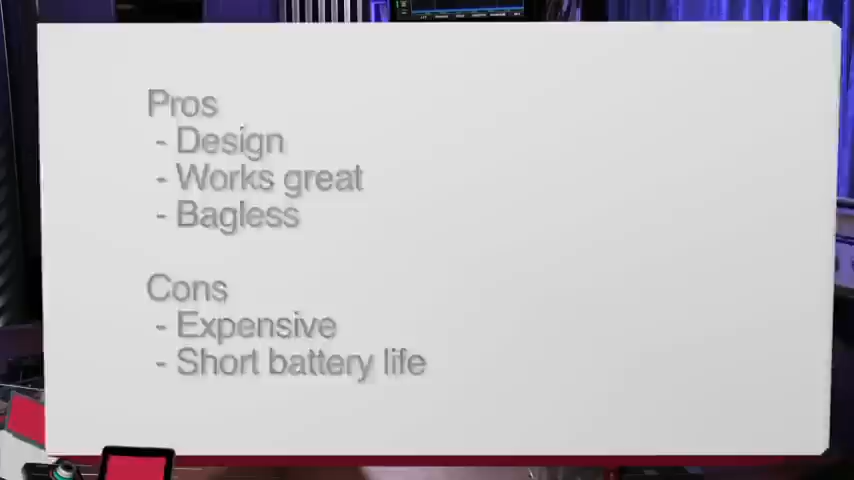 Pros
- Design
- Works great
- Bagless
Cons
- Expensive
- Short battery life